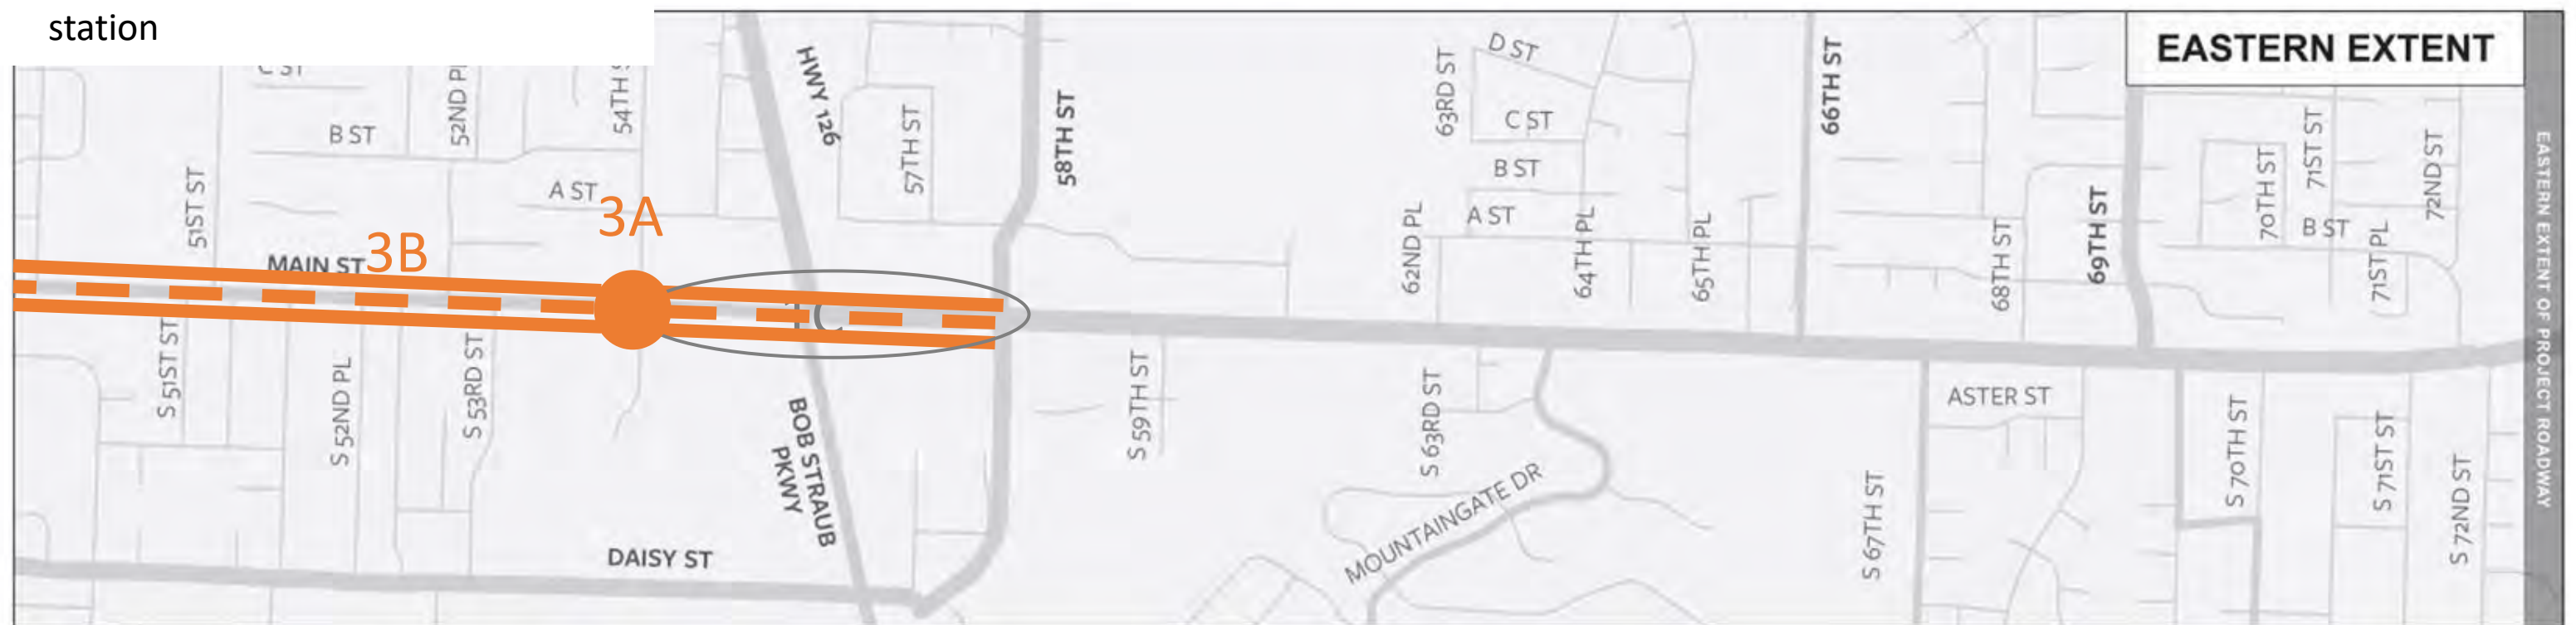 station
EASTERN EXTENT
D ST
HWY 126
63RD ST
66TH ST
58TH ST
57TH ST
52ND PL
54TH
C ST
B ST
C ST
B ST
A ST
51ST ST
A ST
3A
62ND PL
64TH PL
65TH PL
68TH ST
69TH ST
70TH ST
71ST ST
72ND ST
B ST
71ST PL
MAIN ST
3B
S 51ST ST
S 52ND PL
S 53RD ST
BOB STRAUB
PKWY
S 59TH ST
S 63RD ST
MOUNTAINGATE DR
S 67TH ST
ASTER ST
S 70TH ST
S 71ST ST
S 72ND ST
DAISY ST
EASTERN EXTENT OF PROJECT ROADWAY